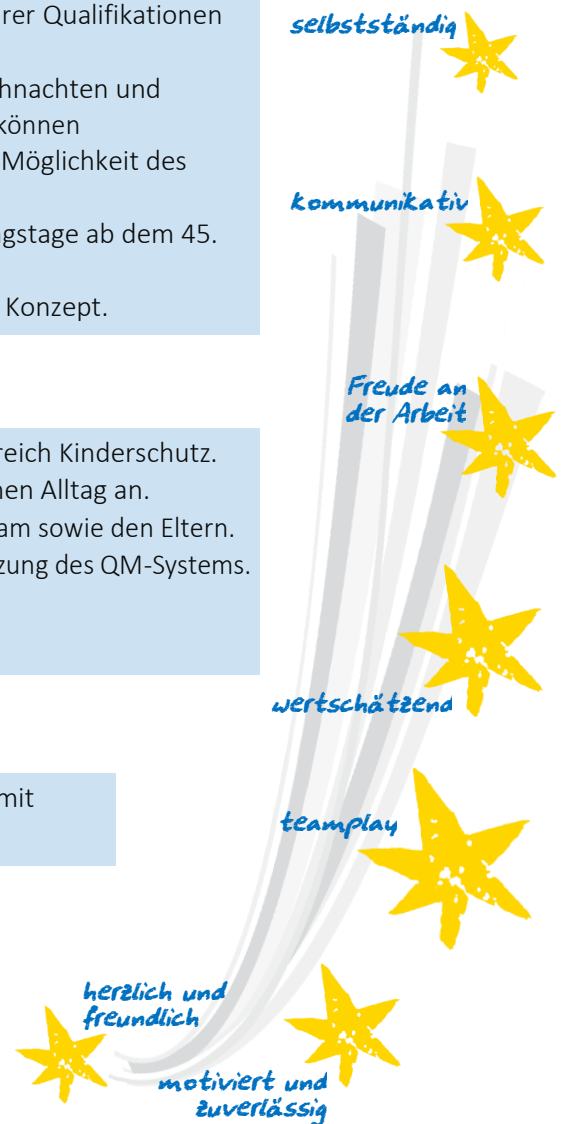 rer Qualifikationen
hnachten und
können
Möglichkeit des
gstage ab dem 45.
Konzept.
reich Kinderschutz.
nen Alltag an.
am sowie den Eltern.
zung des QM-Systems.
mit
selbstständig
kommunikativ
Freude an
der Arbeit
wertschätzend
teamplay
herzlich und
freundlich
motiviert und
zuverlässig